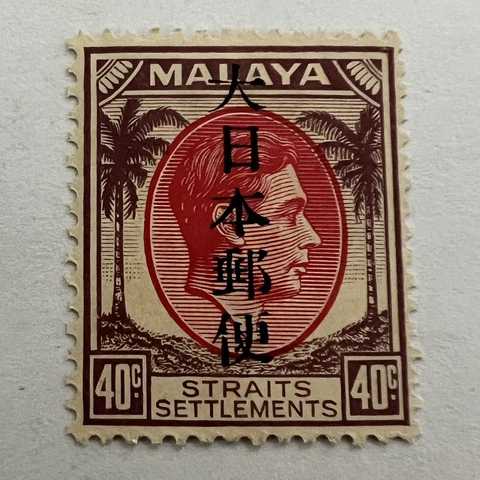 MALAYA
大日本郵便
40c.
STRAITS
SETTLEMENTS
40c.